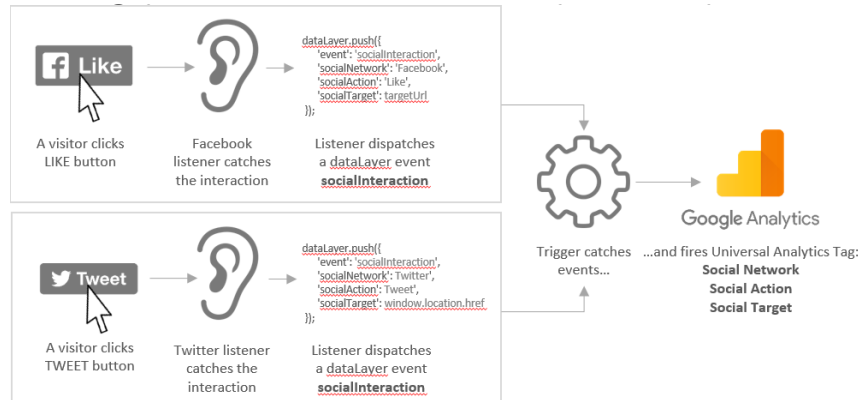 Like
A visitor clicks
LIKE button
Facebook
listener catches
the interaction
dataLayer.push({
'event': 'socialInteraction',
'socialNetwork': 'Facebook',
'socialAction': 'Like',
'socialTarget': targetUrl
});
Listener dispatches
a dataLayer event
socialInteraction
Tweet
A visitor clicks
TWEET button
Twitter listener
catches the
interaction
dataLayer.push({
'event': 'socialInteraction',
'socialNetwork': Twitter',
'socialAction': Tweet',
'socialTarget': window.location.href
});
Listener dispatches
a dataLayer event
socialInteraction
Trigger catches
events...
Google Analytics
...and fires Universal Analytics Tag:
Social Network
Social Action
Social Target